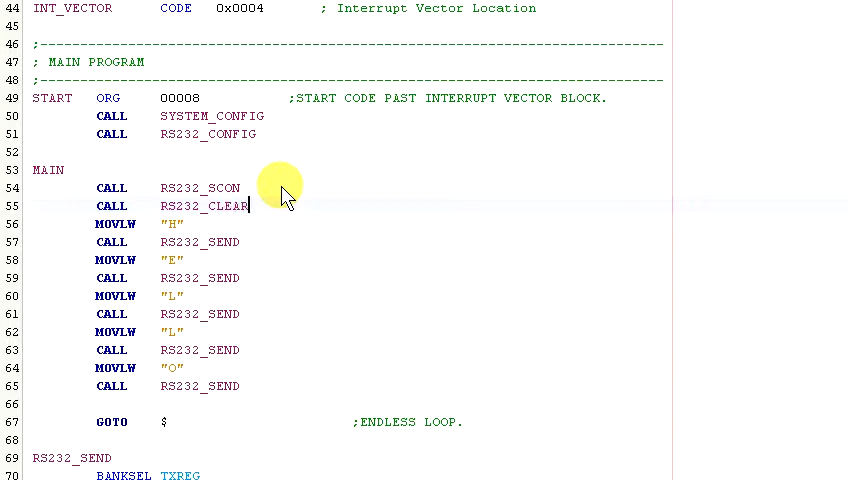 44 INT_VECTOR CODE 0x0004 ; Interrupt Vector Location
45
46 ;------------------------------------------------------------------------------
47 ; MAIN PROGRAM
48 ;------------------------------------------------------------------------------
49 START ORG 00008 ;START CODE PAST INTERRUPT VECTOR BLOCK.
50 CALL SYSTEM_CONFIG
51 CALL RS232_CONFIG
52
53 MAIN
54 CALL RS232_SCON
55 CALL RS232_CLEAR
56 MOVLW "H"
57 CALL RS232_SEND
58 MOVLW "E"
59 CALL RS232_SEND
60 MOVLW "L"
61 CALL RS232_SEND
62 MOVLW "L"
63 CALL RS232_SEND
64 MOVLW "O"
65 CALL RS232_SEND
66
67 GOTO $ ;ENDLESS LOOP.
68
69 RS232_SEND
70 BANKSEL TXREG